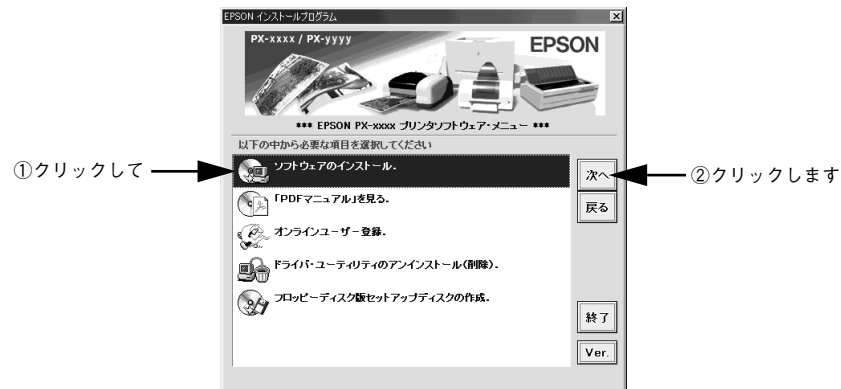 EPSON インストールプログラム
PX-xxxx / PX-yyyy
EPSON
*** EPSON PX-xxxx プリンタソフトウェア・メニュー ***
以下の中から必要な項目を選択してください
①クリックして
ソフトウェアのインストール.
次へ
②クリックします
「PDFマニュアル」を見る.
戻る
オンラインユーザー登録.
ドライバ・ユーティリティのアンインストール(削除).
フロッピーディスク版セットアップディスクの作成.
終了
Ver.